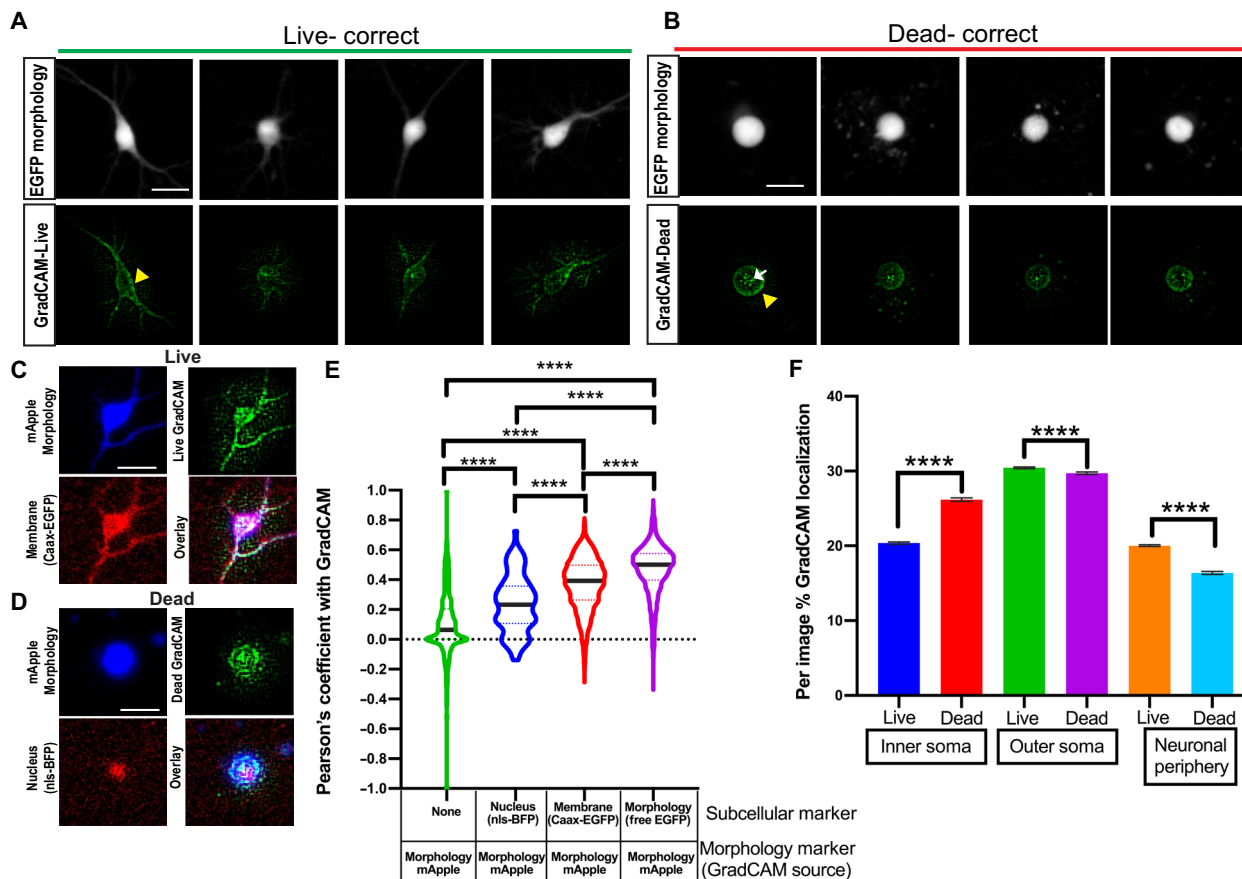 A
Live- correct
EGFP morphology
GradCAM-Live
B
Dead- correct
EGFP morphology
GradCAM-Dead
C
Live
mApple
Morphology
Live GradCAM
Membrane
(Caax-EGFP)
Overlay
D
Dead
mApple
Morphology
Dead GradCAM
Nucleus
(nls-BFP)
Overlay
E
****
****
****
****
****
****
Pearson's coefficient with GradCAM
1.0
0.8
0.6
0.4
0.2
0.0
−0.2
−0.4
−0.6
−0.8
−1.0
None
Nucleus
(nls-BFP)
Membrane
(Caax-EGFP)
Morphology
(free EGFP)
Subcellular marker
Morphology
mApple
Morphology
mApple
Morphology
mApple
Morphology
mApple
Morphology marker
(GradCAM source)
F
Per image % GradCAM localization
40
30
20
10
0
****
****
****
Live
Dead
Live
Dead
Live
Dead
Inner soma
Outer soma
Neuronal
periphery